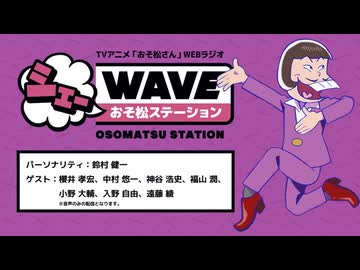 TVアニメ「おそ松さん」WEBラジオ
シェー
WAVE
おそ松ステーション
OSOMATSU STATION
パーソナリティ：鈴村 健一
ゲスト：櫻井 孝宏、中村 悠一、神谷 浩史、福山 潤、
小野 大輔、入野 自由、遠藤 綾
※音声のみの配信となります。